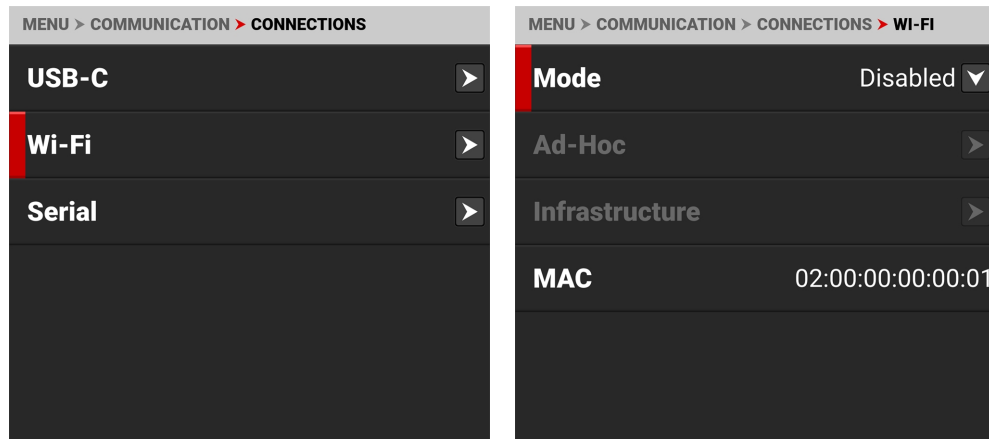 MENU > COMMUNICATION > CONNECTIONS
USB-C
Wi-Fi
Serial
MENU > COMMUNICATION > CONNECTIONS > WI-FI
Mode Disabled
Ad-Hoc
Infrastructure
MAC 02:00:00:00:00:01